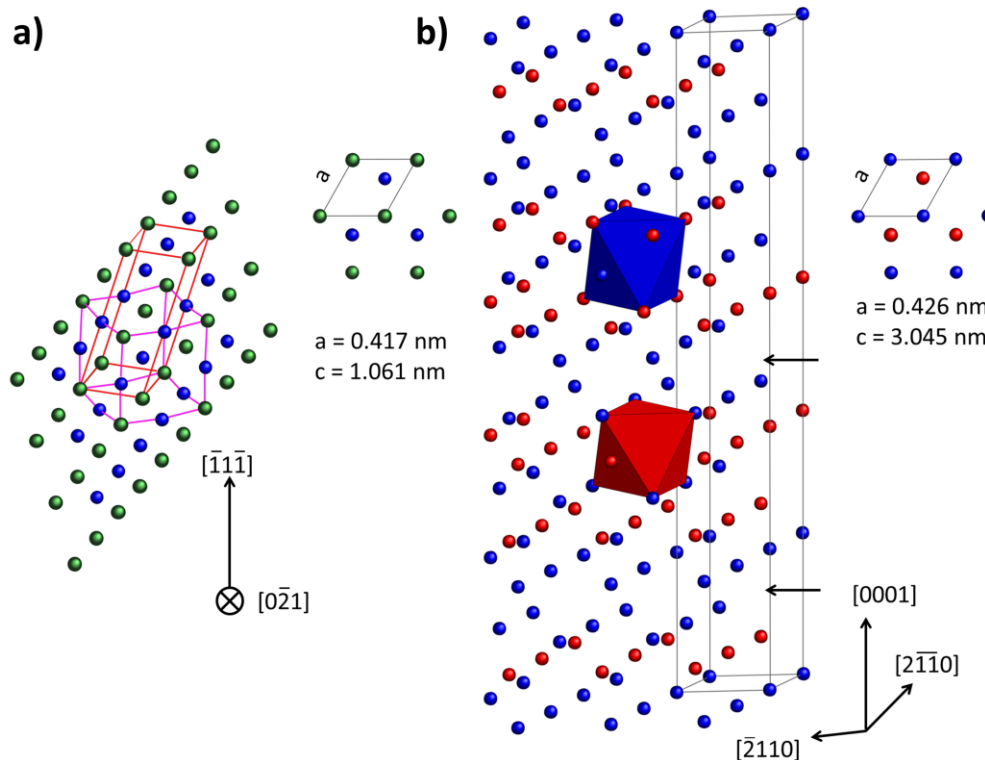 a)
b)
a
a = 0.417 nm
c = 1.061 nm
[1̅11̅]
[02̅1]
a
a = 0.426 nm
c = 3.045 nm
[0001]
[21̅1̅0]
[2̅110]